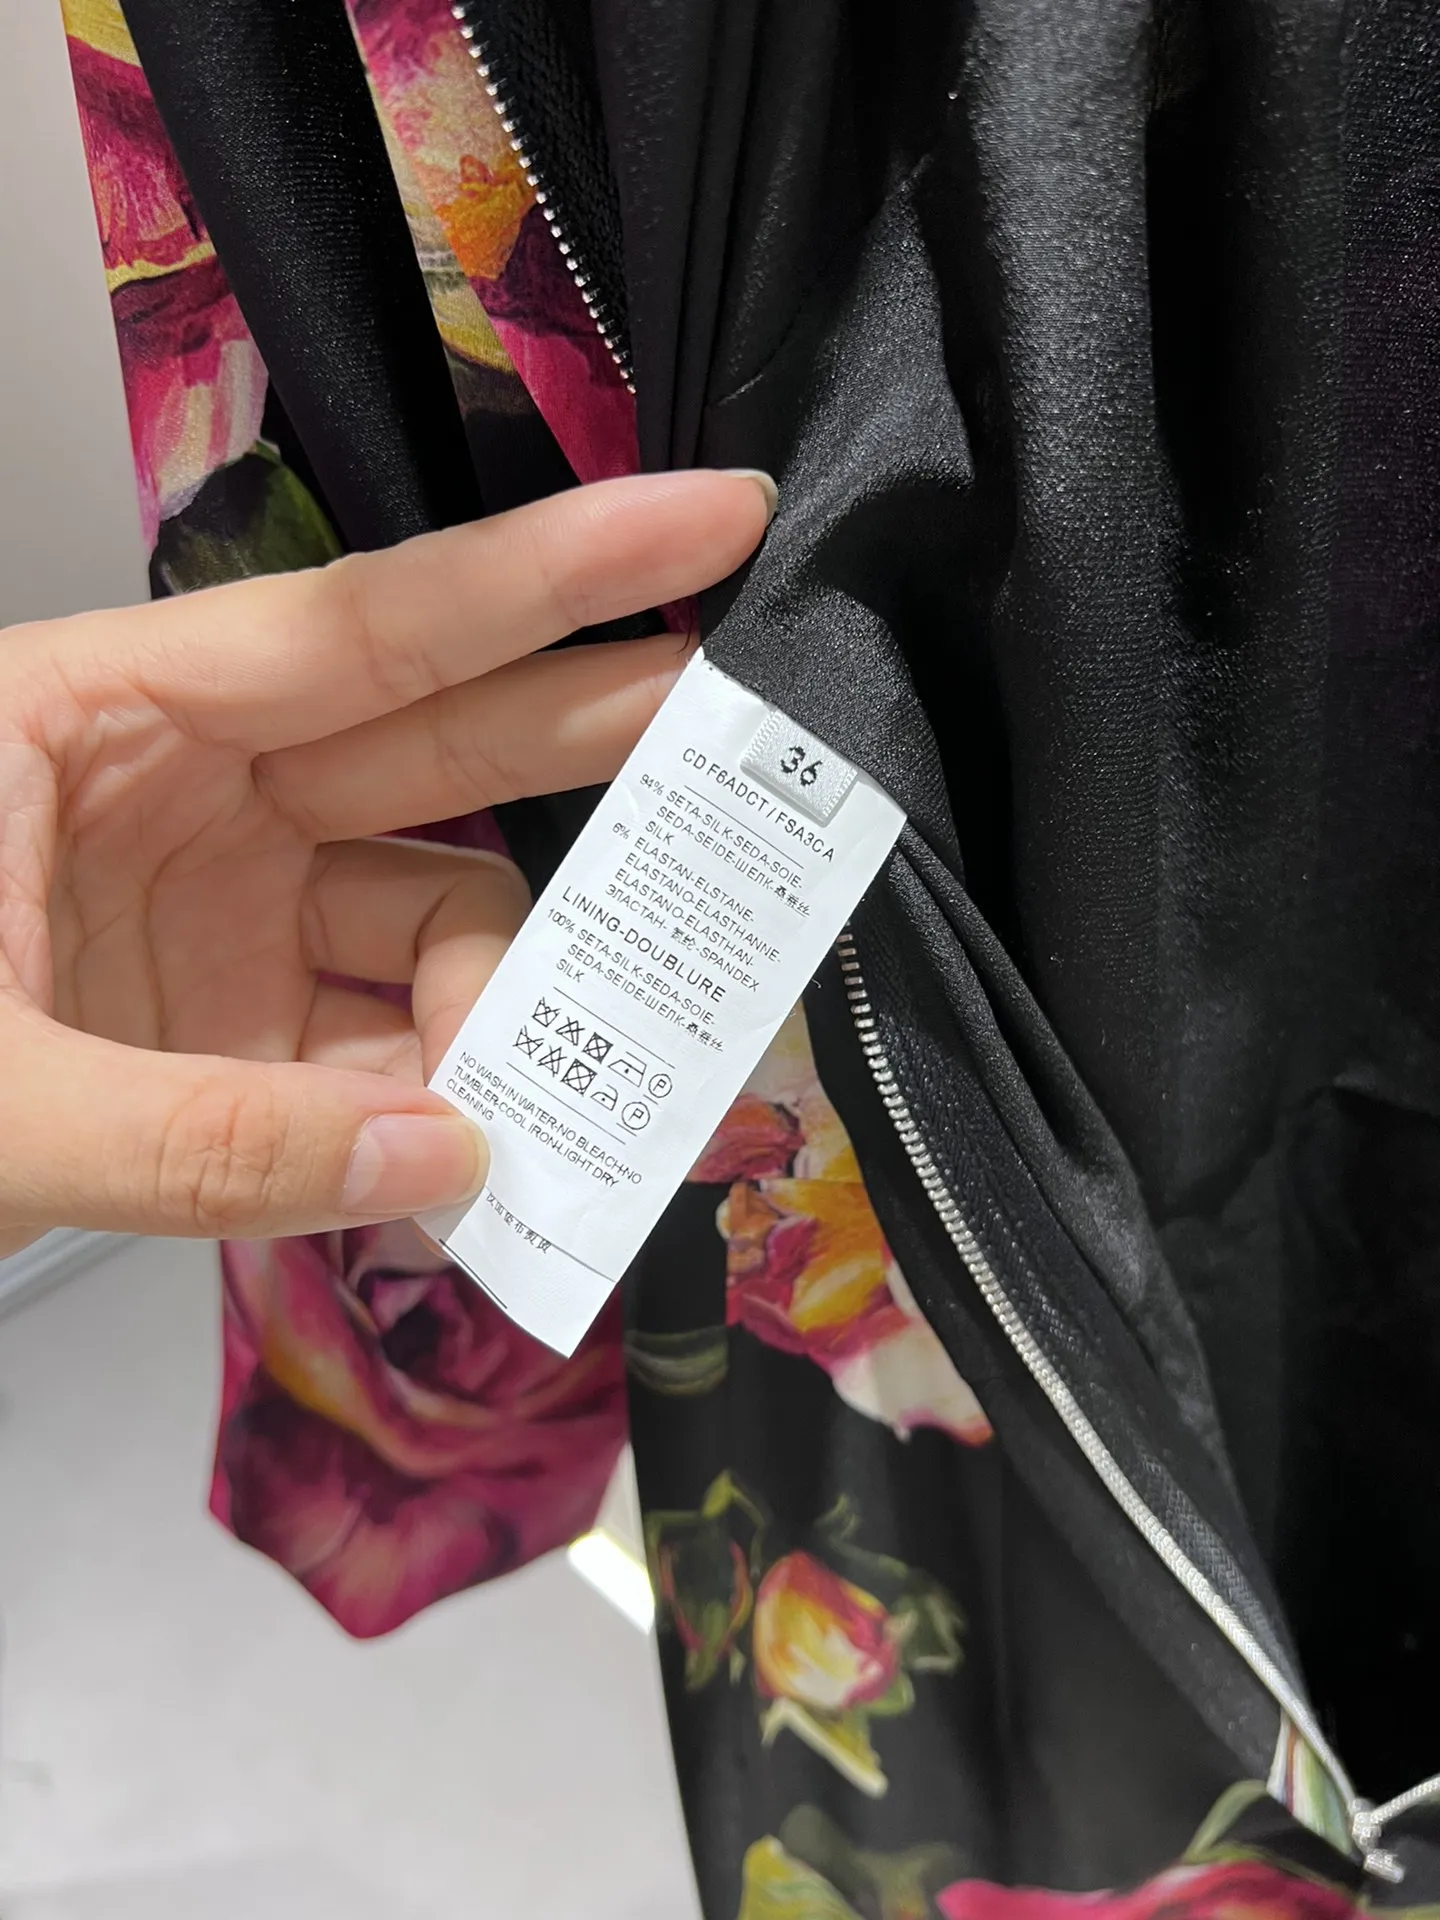 36
CD F6ADCT / FSA3CA
94% SETA-SILK-SEDA-SOIE-
SEDA-SEIDE-ШЕЛК-桑蚕丝
SILK
6% ELASTAN-ELSTANE-
ELASTANO-ELASTHANNE-
ELASTANO-ELASTHAN-
ЭЛАСТАН- 氨纶-SPANDEX
LINING-DOUBLURE
100% SETA-SILK-SEDA-SOIE-
SEDA-SEIDE-ШЕЛК-桑蚕丝
SILK
P
P
NO WASH IN WATER-NO BLEACH-NO
TUMBLER-COOL IRON-LIGHT DRY
CLEANING